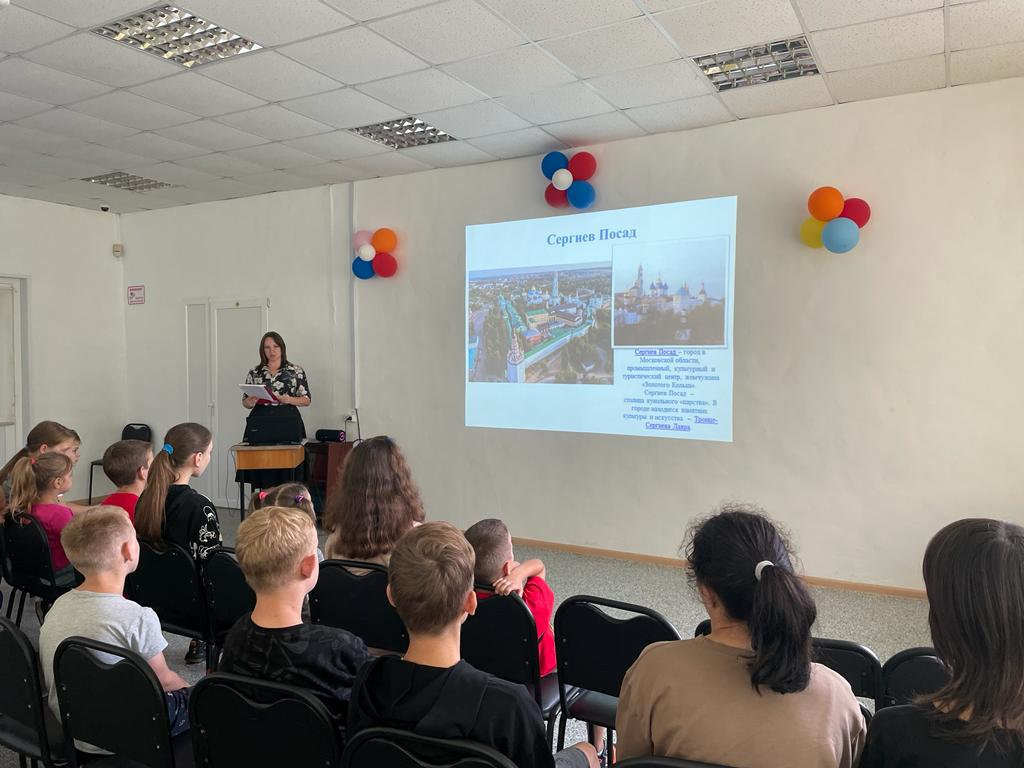 Сергиев Посад
Сергиев Посад – город в
Московской области,
промышленный, культурный и
туристический центр, жемчужина
«Золотого Кольца».
Сергиев Посад –
столица кукольного «царства». В
городе находится памятник
культуры и искусства – Троице-
Сергиева Лавра.